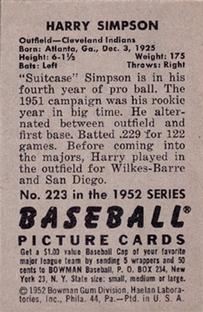 HARRY SIMPSON
Outfield—Cleveland Indians
Born: Atlanta, Ga., Dec. 3, 1925
Height: 6-1½ Weight: 175
Bats: Left Throws: Right
"Suitcase" Simpson is in his
fourth year of pro ball. The
1951 campaign was his rookie
year in big time. He alter-
nated between outfield and
first base. Batted .229 for 122
games. Before coming into
the majors, Harry played in
the outfield for Wilkes-Barre
and San Diego.
No. 223 in the 1952 SERIES
BASEBALL®
PICTURE CARDS
Get a $1.00 value Baseball Cap of your favorite
major league team by sending 5 wrappers and 50
cents to BOWMAN Baseball, P. O. BOX 234, New York
23, N. Y. State size: small, medium or large.
©1952 Bowman Gum Division, Haelan Labora-
tories, Inc., Phila. 44, Pa.—Ptd. in U. S. A.